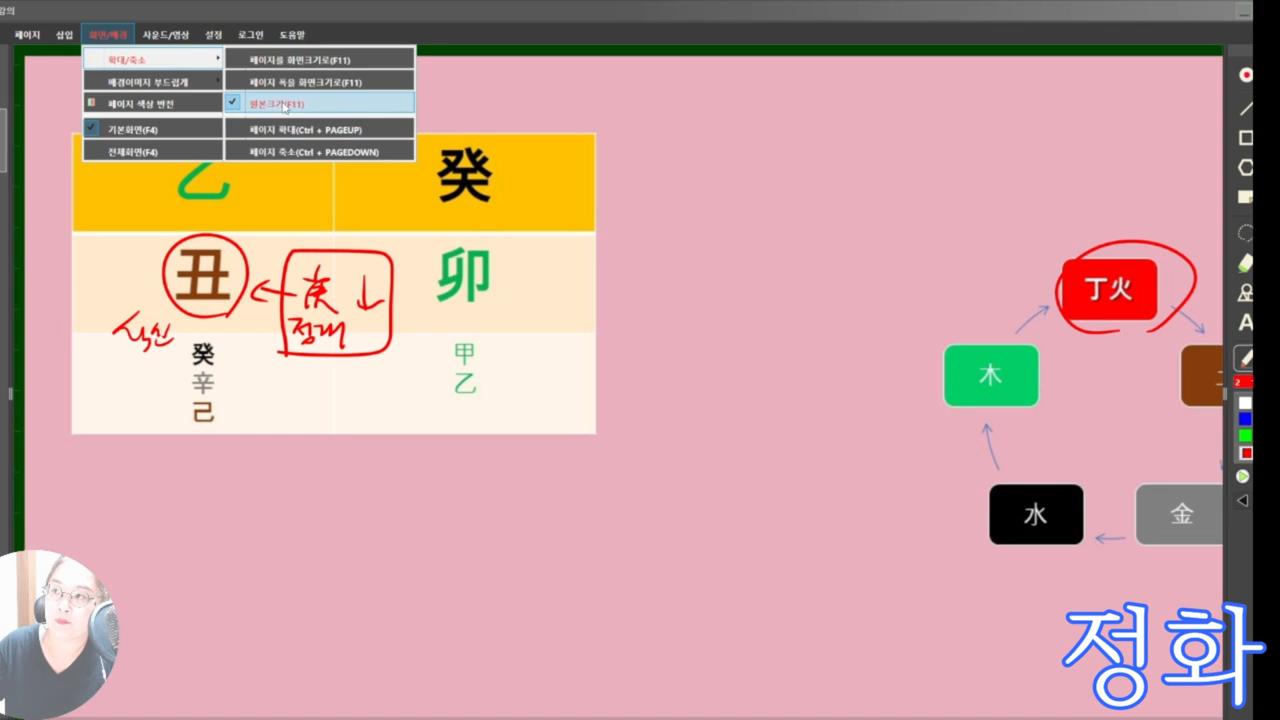 강의
페이지 삽입 화면/배경 사운드/영상 설정 로그인 도움말
확대/축소
배경이미지 부드럽게
페이지 색상 반전
기본화면(F4)
전체화면(F4)
페이지를 화면크기로(F11)
페이지 폭을 화면크기로(F11)
원본크기(F11)
페이지 확대(Ctrl + PAGEUP)
페이지 축소(Ctrl + PAGEDOWN)
乙 癸
丑 卯
庚
정재
식신
癸 甲
辛 乙
己
丁火
木
水
金
A
2
정화